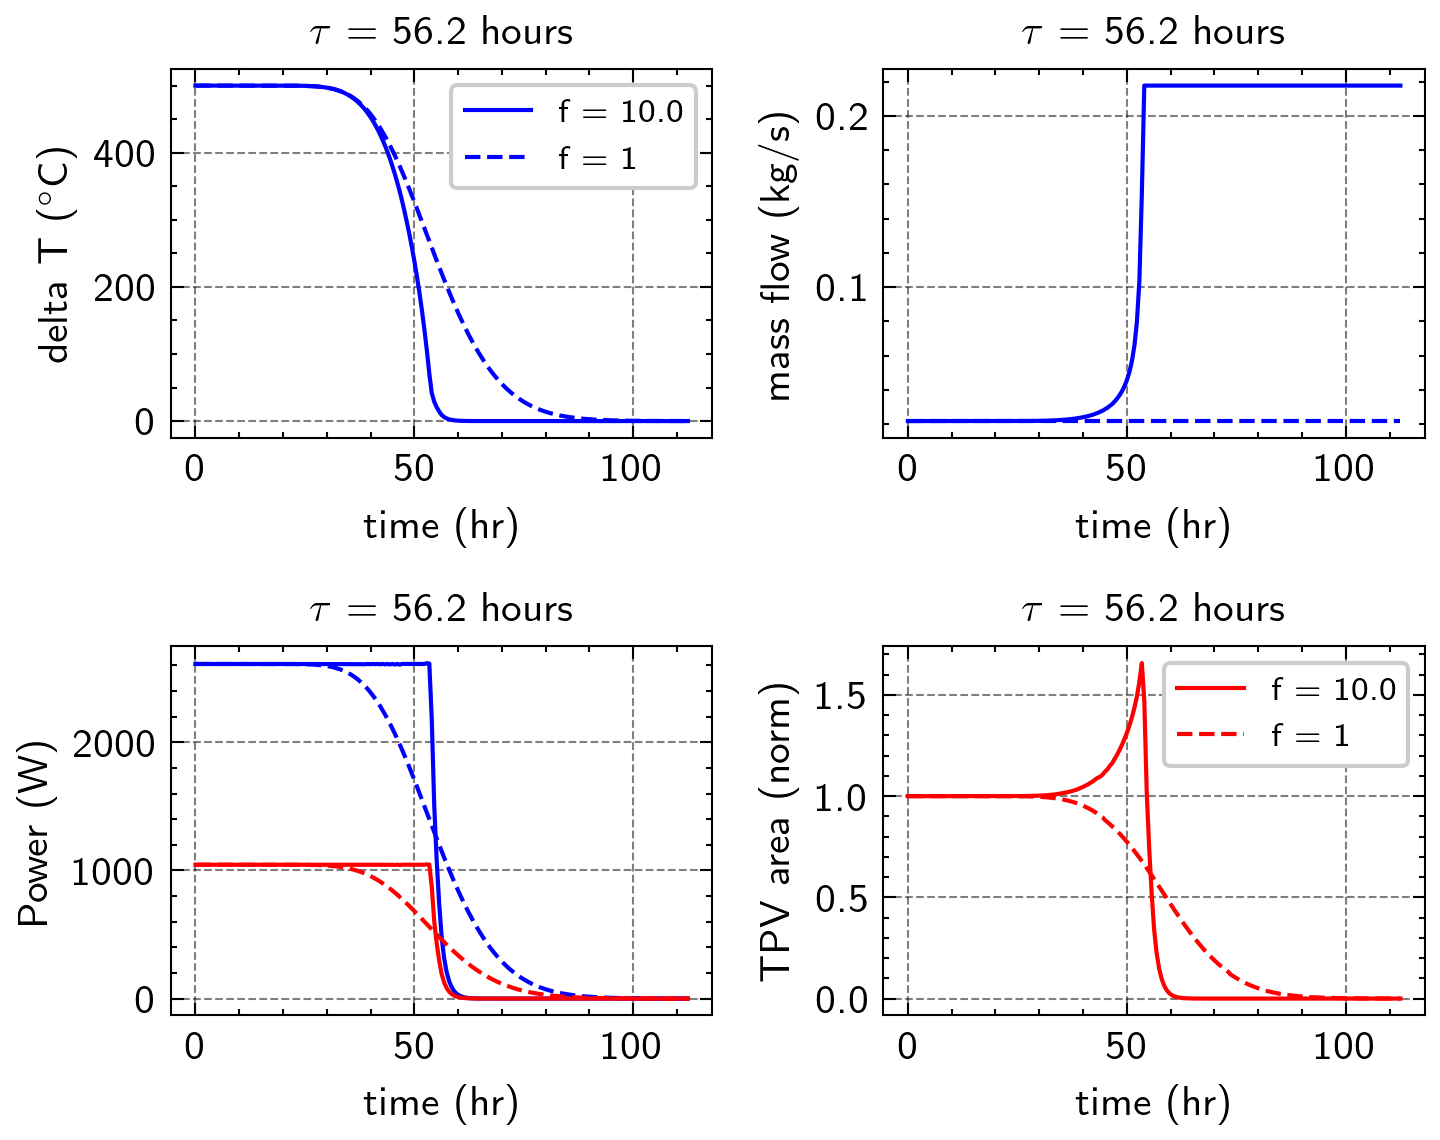 τ = 56.2 hours
delta T (°C)
400
200
0
f = 10.0
f = 1
0
50
100
time (hr)
τ = 56.2 hours
mass flow (kg/s)
0.2
0.1
0
50
100
time (hr)
τ = 56.2 hours
Power (W)
2000
1000
0
0
50
100
time (hr)
τ = 56.2 hours
TPV area (norm)
1.5
1.0
0.5
0.0
f = 10.0
f = 1
0
50
100
time (hr)